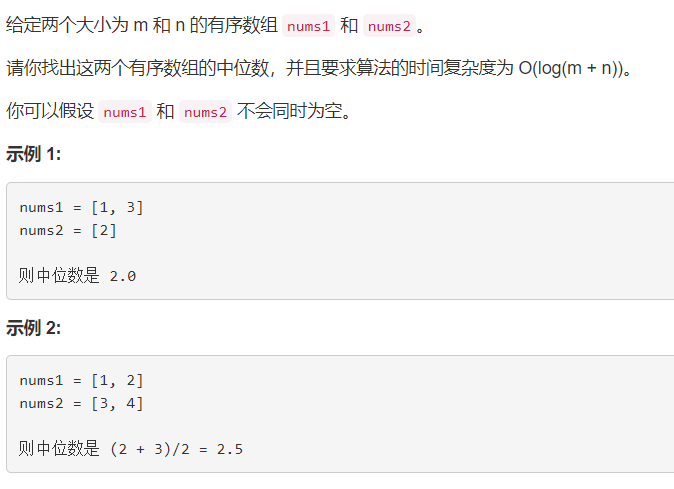 给定两个大小为 m 和 n 的有序数组 nums1 和 nums2。
请你找出这两个有序数组的中位数，并且要求算法的时间复杂度为 O(log(m + n))。
你可以假设 nums1 和 nums2 不会同时为空。
示例 1:
nums1 = [1, 3]
nums2 = [2]
则中位数是 2.0
示例 2:
nums1 = [1, 2]
nums2 = [3, 4]
则中位数是 (2 + 3)/2 = 2.5